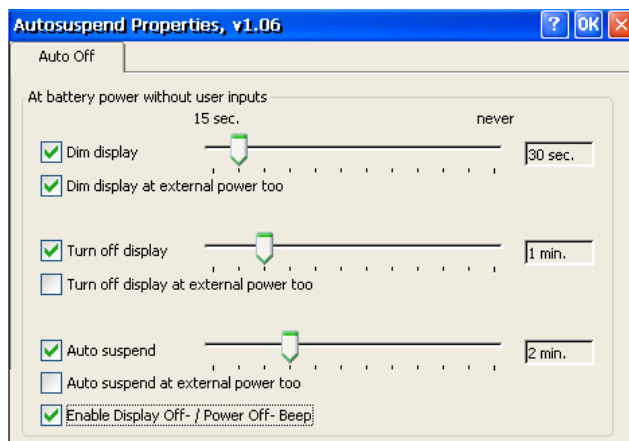 Autosuspend Properties, v1.06 ? OK ×
Auto Off
At battery power without user inputs
15 sec. never
Dim display 30 sec.
Dim display at external power too
Turn off display 1 min.
Turn off display at external power too
Auto suspend 2 min.
Auto suspend at external power too
Enable Display Off- / Power Off- Beep